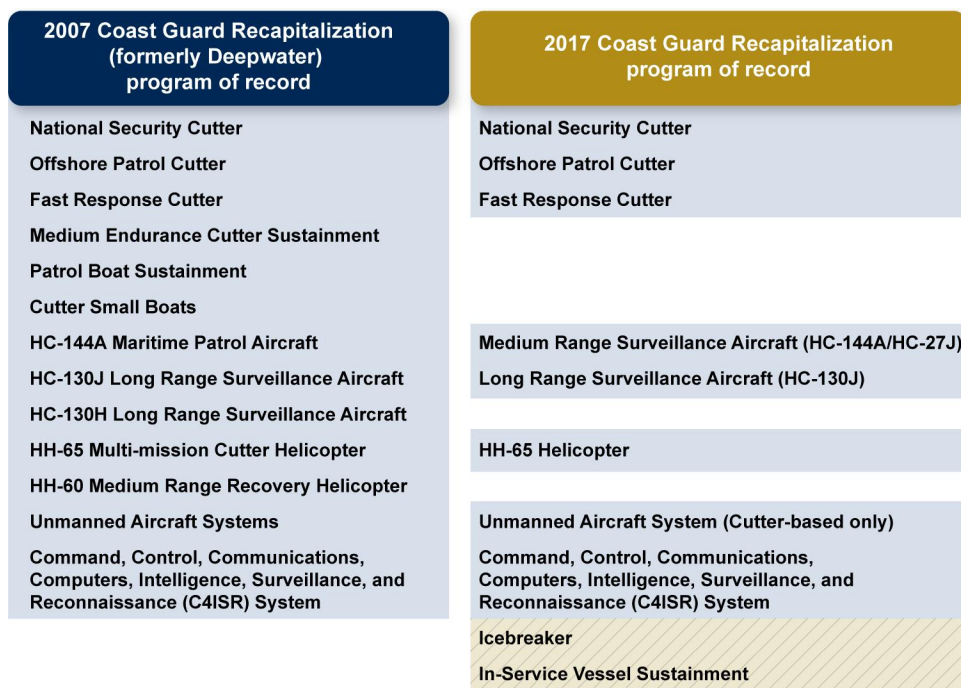 2007 Coast Guard Recapitalization
(formerly Deepwater)
program of record
National Security Cutter
Offshore Patrol Cutter
Fast Response Cutter
Medium Endurance Cutter Sustainment
Patrol Boat Sustainment
Cutter Small Boats
HC-144A Maritime Patrol Aircraft
HC-130J Long Range Surveillance Aircraft
HC-130H Long Range Surveillance Aircraft
HH-65 Multi-mission Cutter Helicopter
HH-60 Medium Range Recovery Helicopter
Unmanned Aircraft Systems
Command, Control, Communications,
Computers, Intelligence, Surveillance, and
Reconnaissance (C4ISR) System
2017 Coast Guard Recapitalization
program of record
National Security Cutter
Offshore Patrol Cutter
Fast Response Cutter
Medium Range Surveillance Aircraft (HC-144A/HC-27J)
Long Range Surveillance Aircraft (HC-130J)
HH-65 Helicopter
Unmanned Aircraft System (Cutter-based only)
Command, Control, Communications,
Computers, Intelligence, Surveillance, and
Reconnaissance (C4ISR) System
Icebreaker
In-Service Vessel Sustainment